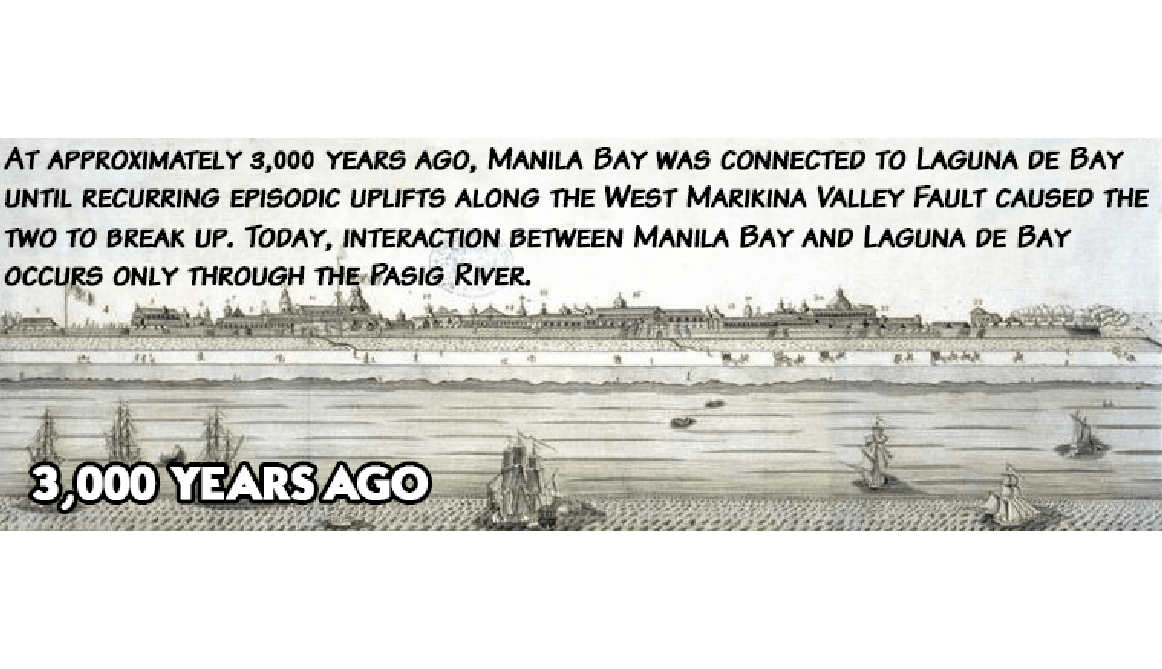 At approximately 3,000 years ago, Manila Bay was connected to Laguna de Bay
until recurring episodic uplifts along the West Marikina Valley Fault caused the
two to break up. Today, interaction between Manila Bay and Laguna de Bay
occurs only through the Pasig River.
3,000 YEARS AGO